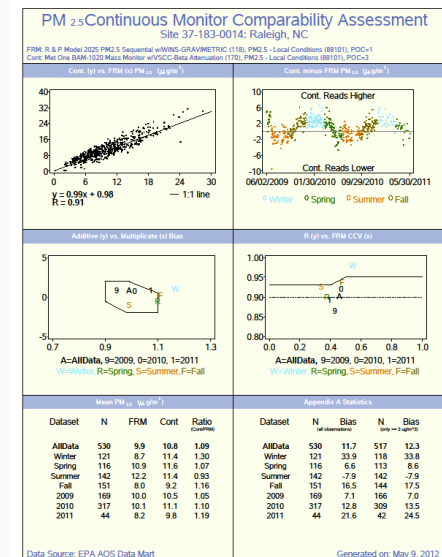 PM 2.5 Continuous Monitor Comparability Assessment
Site 37-183-0014: Raleigh, NC
FRM: R & P Model 2025 PM2.5 Sequential w/WINS-GRAVIMETRIC (118), PM2.5 - Local Conditions (88101), POC=1
Cont: Met One BAM-1020 Mass Monitor w/VSCC-Beta Attenuation (170), PM2.5 - Local Conditions (88101), POC=3
Cont. (y) vs. FRM (x) PM 2.5 (μg/m³)
40
32
24
16
8
0
0 6 12 18 24 30
y = 0.99x + 0.98
R = 0.91
1:1 line
Cont. minus FRM PM 2.5 (μg/m³)
10
6
2
-2
-6
-10
Cont. Reads Higher
Cont. Reads Lower
06/02/2009 01/30/2010 09/29/2010 05/30/2011
Winter Spring Summer Fall
Additive (y) vs. Multiplicate (x) Bias
5
0
-5
9 A 0 1 F W
S R
0.7 0.9 1.1 1.3
A=AllData, 9=2009, 0=2010, 1=2011
W=Winter, R=Spring, S=Summer, F=Fall
R (y) vs. FRM CCV (x)
1.00
0.95
0.90
0.85
0.80
W
S F
0
R 1 A
9
0.0 0.2 0.4 0.6 0.8 1.0
A=AllData, 9=2009, 0=2010, 1=2011
W=Winter, R=Spring, S=Summer, F=Fall
Mean PM 2.5 (μg/m³)
Dataset N FRM Cont Ratio
(Cont/FRM)
AllData 530 9.9 10.8 1.09
Winter 121 8.7 11.4 1.30
Spring 116 10.9 11.6 1.07
Summer 142 12.2 11.4 0.93
Fall 151 8.0 9.2 1.16
2009 169 10.0 10.5 1.05
2010 317 10.1 11.1 1.10
2011 44 8.2 9.8 1.19
Appendix A Statistics
Dataset N Bias N Bias
(all observations) (only >= 3 ug/m^3)
AllData 530 11.7 517 12.3
Winter 121 33.9 118 33.8
Spring 116 6.6 113 8.6
Summer 142 -7.9 142 -7.9
Fall 151 16.5 144 17.5
2009 169 7.1 166 7.0
2010 317 12.8 309 13.5
2011 44 21.6 42 24.5
Data Source: EPA AQS Data Mart
Generated on: May 9, 2012